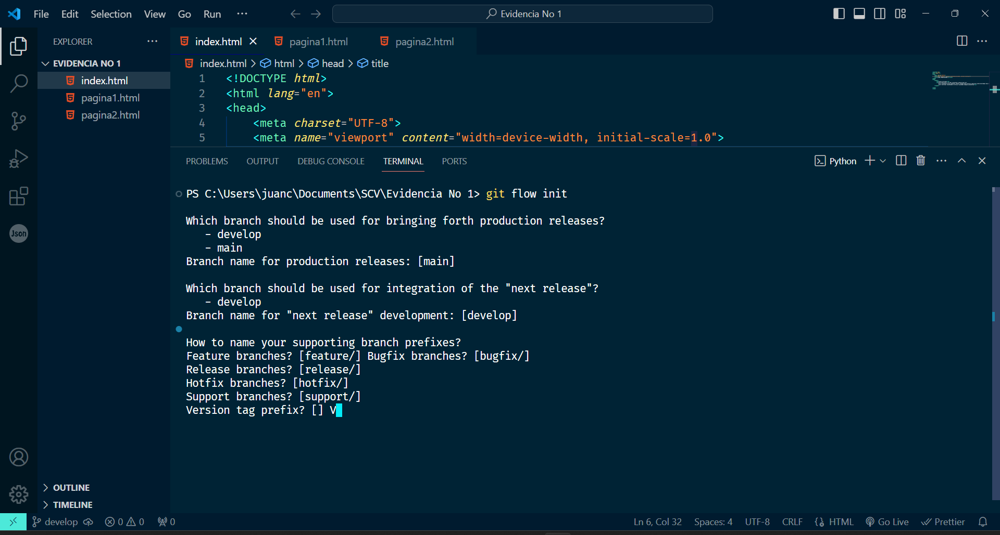 File Edit Selection View Go Run ··· Evidencia No 1
EXPLORER ···
EVIDENCIA NO 1
index.html
pagina1.html
pagina2.html
OUTLINE
TIMELINE
index.html pagina1.html pagina2.html
index.html > html > head > title
1 <!DOCTYPE html>
2 <html lang="en">
3 <head>
4 <meta charset="UTF-8">
5 <meta name="viewport" content="width=device-width, initial-scale=1.0">
PROBLEMS OUTPUT DEBUG CONSOLE TERMINAL PORTS Python
PS C:\Users\juanc\Documents\SCV\Evidencia No 1> git flow init
Which branch should be used for bringing forth production releases?
- develop
- main
Branch name for production releases: [main]
Which branch should be used for integration of the "next release"?
- develop
Branch name for "next release" development: [develop]
How to name your supporting branch prefixes?
Feature branches? [feature/] Bugfix branches? [bugfix/]
Release branches? [release/]
Hotfix branches? [hotfix/]
Support branches? [support/]
Version tag prefix? [] V
Json
develop 0 0 0 Ln 6, Col 32 Spaces: 4 UTF-8 CRLF HTML Go Live Prettier